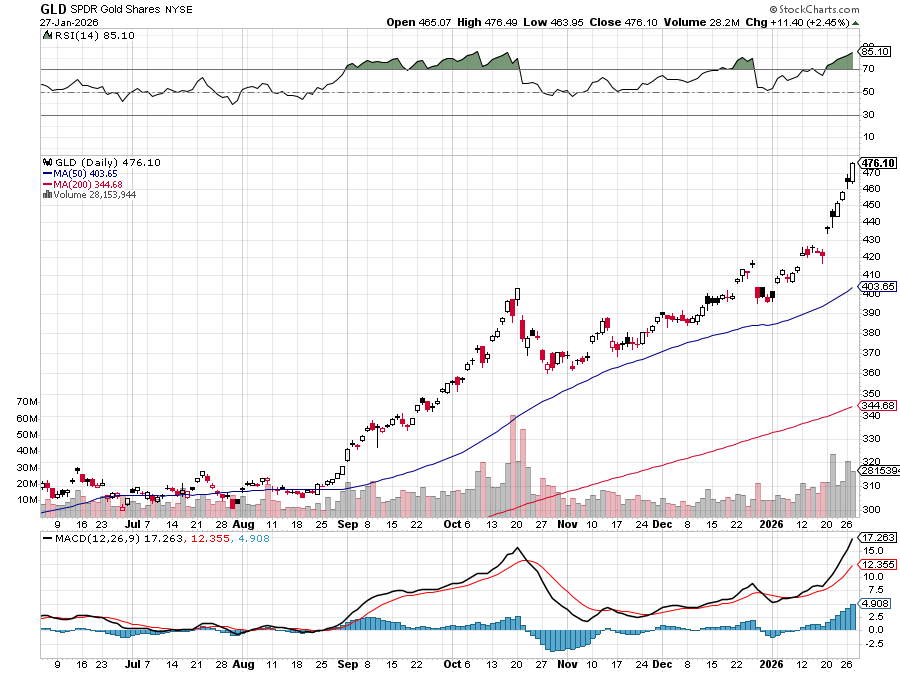 GLD SPDR Gold Shares NYSE © StockCharts.com
27-Jan-2026 Open 465.07 High 476.49 Low 463.95 Close 476.10 Volume 28.2M Chg +11.40 (+2.45%)
RSI(14) 85.10
90
85.10
70
50
30
10
GLD (Daily) 476.10
MA(50) 403.65
MA(200) 344.68
Volume 28,153,944
476.10
470
460
450
440
430
420
410
403.65
400
390
380
370
360
350
344.68
340
330
320
310
300
70M
60M
50M
40M
30M
20M
10M
2815394
9 16 23 Jul 7 14 21 28 Aug 11 18 25 Sep 8 15 22 Oct 6 13 20 27 Nov 10 17 24 Dec 8 15 22 2026 12 20 26
MACD(12,26,9) 17.263, 12.355, 4.908
17.263
15.0
12.355
10.0
7.5
4.908
2.5
0.0
-2.5
9 16 23 Jul 7 14 21 28 Aug 11 18 25 Sep 8 15 22 Oct 6 13 20 27 Nov 10 17 24 Dec 8 15 22 2026 12 20 26